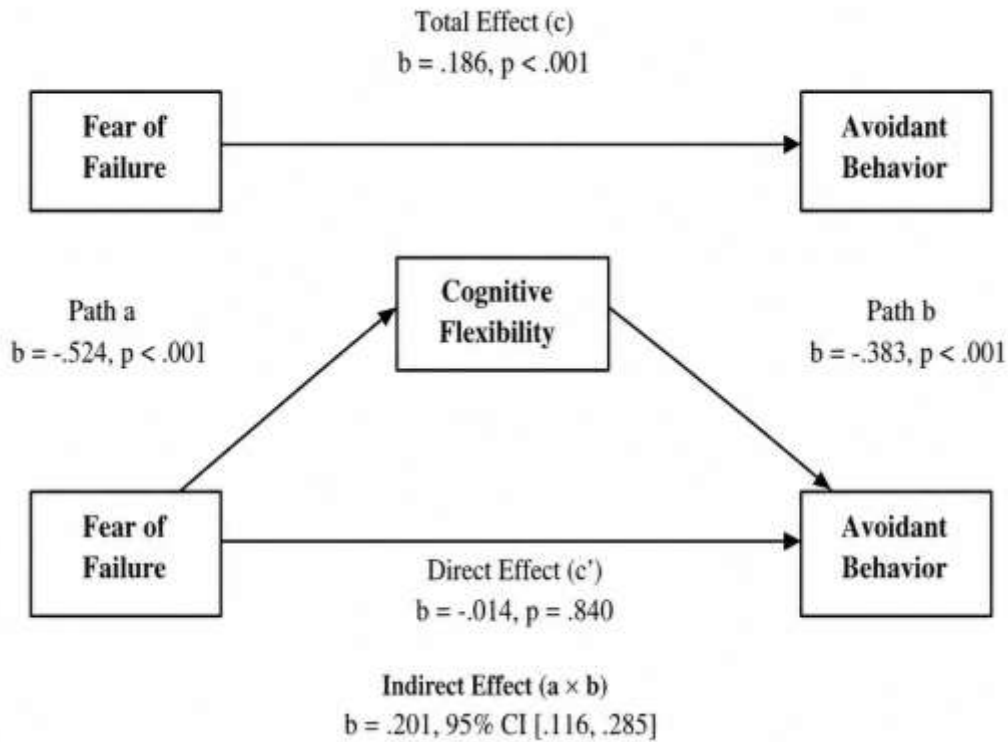 Total Effect (c)
b = .186, p < .001
Fear of
Failure
Avoidant
Behavior
Cognitive
Flexibility
Path a
b = -.524, p < .001
Path b
b = -.383, p < .001
Fear of
Failure
Avoidant
Behavior
Direct Effect (c’)
b = -.014, p = .840
Indirect Effect (a × b)
b = .201, 95% CI [.116, .285]